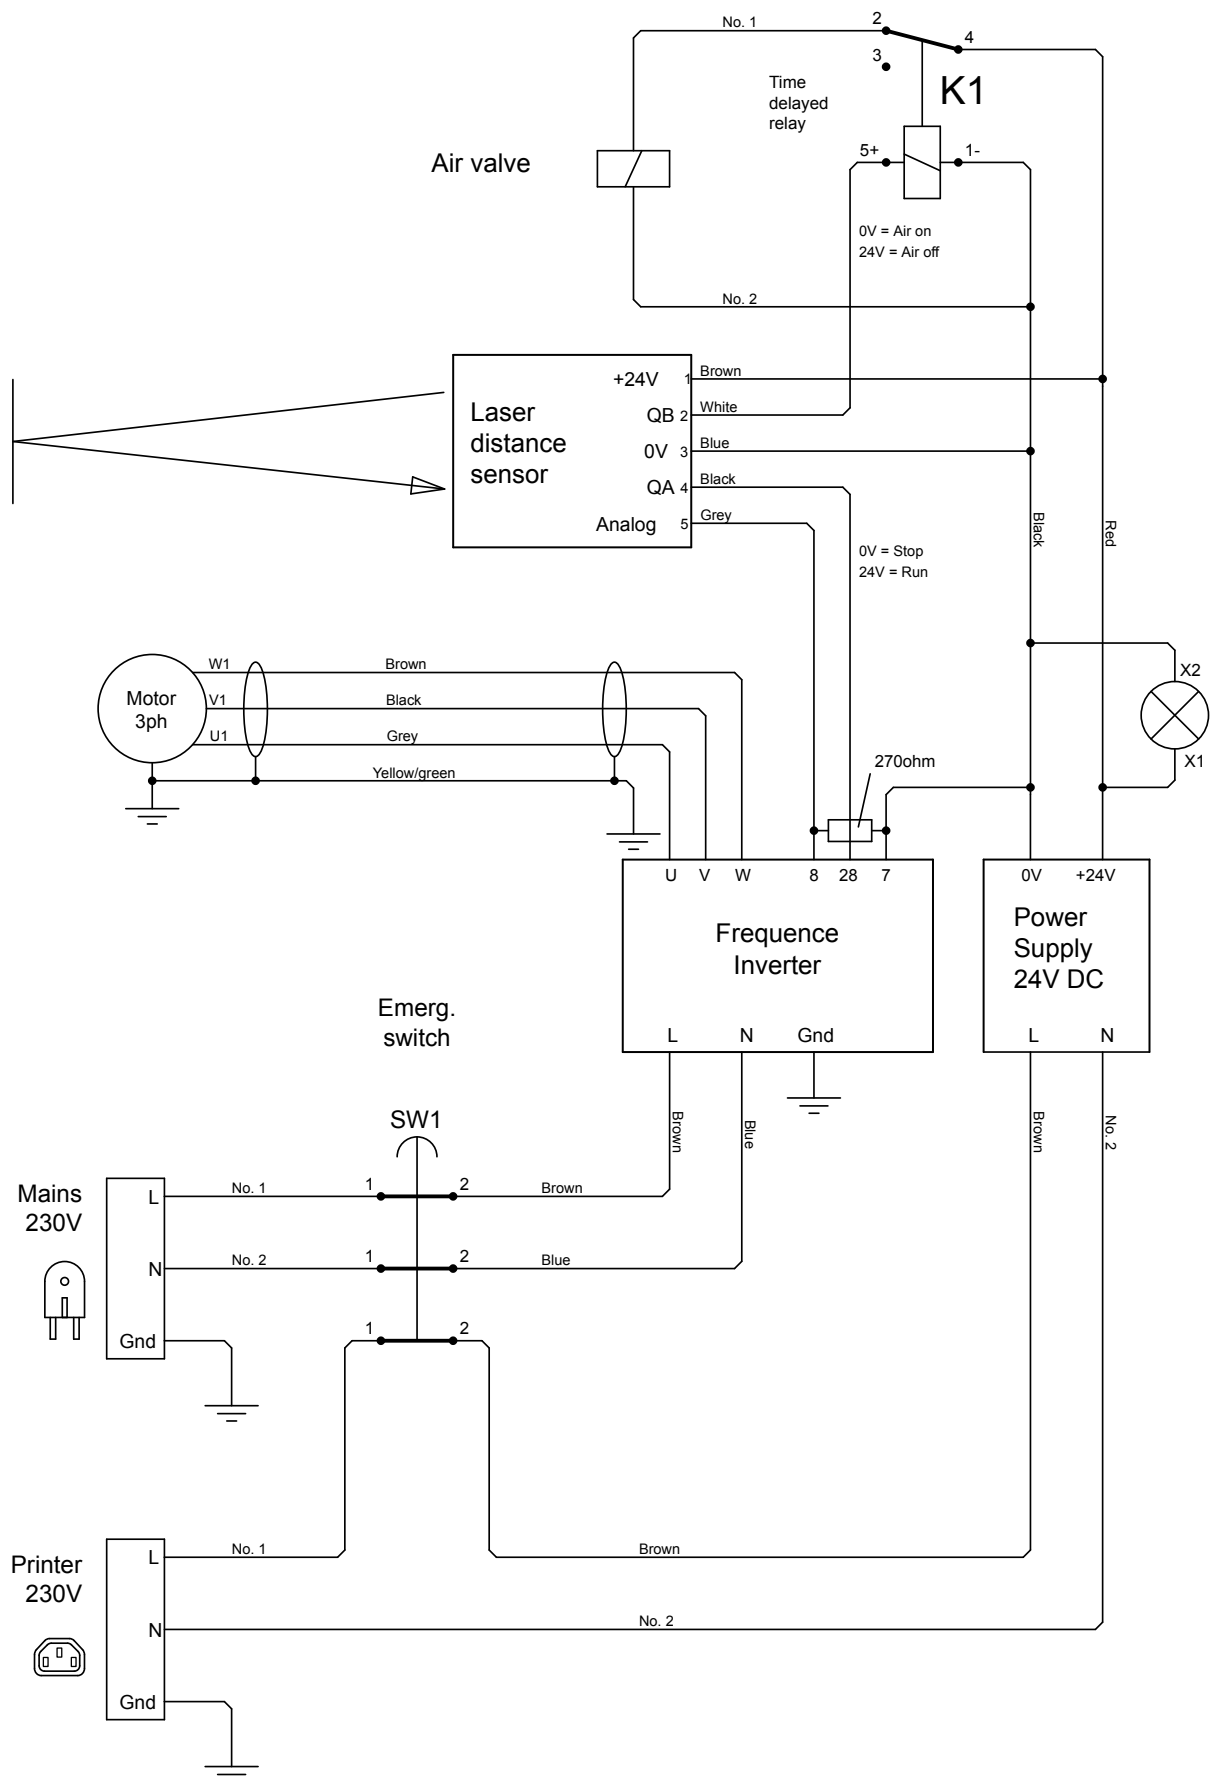 No. 1
2
4
3
Time
delayed
relay
K1
Air valve
5+
1-
0V = Air on
24V = Air off
No. 2
+24V
1
Brown
Laser
distance
sensor
QB
2
White
0V
3
Blue
QA
4
Black
Analog
5
Grey
0V = Stop
24V = Run
Black
Red
W1
Brown
Motor
3ph
V1
Black
U1
Grey
Yellow/green
X2
X1
270ohm
U
V
W
8
28
7
0V
+24V
Frequence
Inverter
Power
Supply
24V DC
L
N
Gnd
L
N
Emerg.
switch
SW1
Brown
Blue
Brown
No. 2
Mains
230V
L
No. 1
1
2
Brown
N
No. 2
1
2
Blue
Gnd
1
2
Printer
230V
L
No. 1
Brown
N
No. 2
Gnd